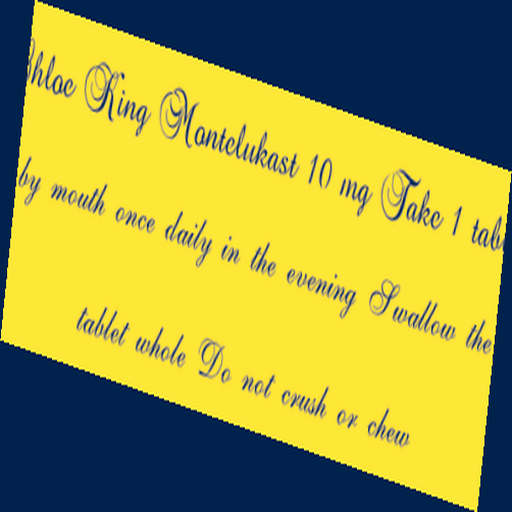 Chloe King Montelukast 10 mg Take 1 tab
by mouth once daily in the evening Swallow the
tablet whole Do not crush or chew